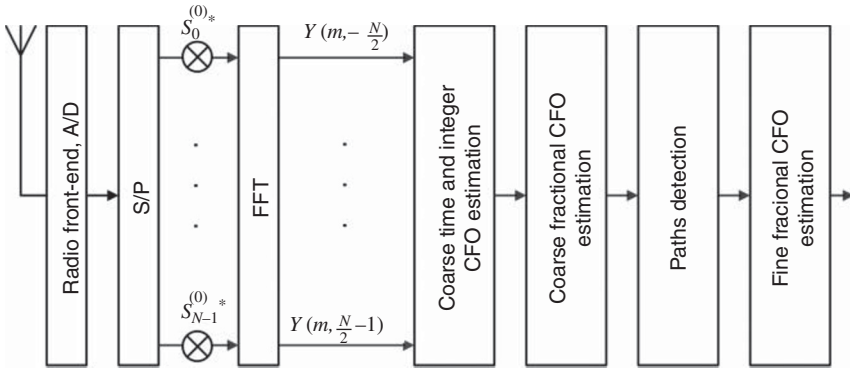 Radio front-end, A/D
S/P
S_0^{(0)*}
S_{N–1}^{(0)*}
FFT
Y (m,– N/2)
Y (m, N/2 –1)
Coarse time and integer
CFO estimation
Coarse fractional CFO
estimation
Paths detection
Fine fracional CFO
estimation